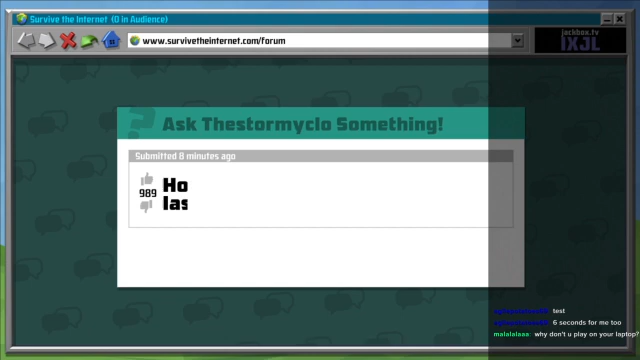 Survive the Internet (0 in Audience)
www.survivetheinternet.com/forum
jackbox.tv
IXJL
Ask Thestormyclo Something!
Submitted 8 minutes ago
989
Ho
las
test
6 seconds for me too
malalalaaa: why don't u play on your laptop?